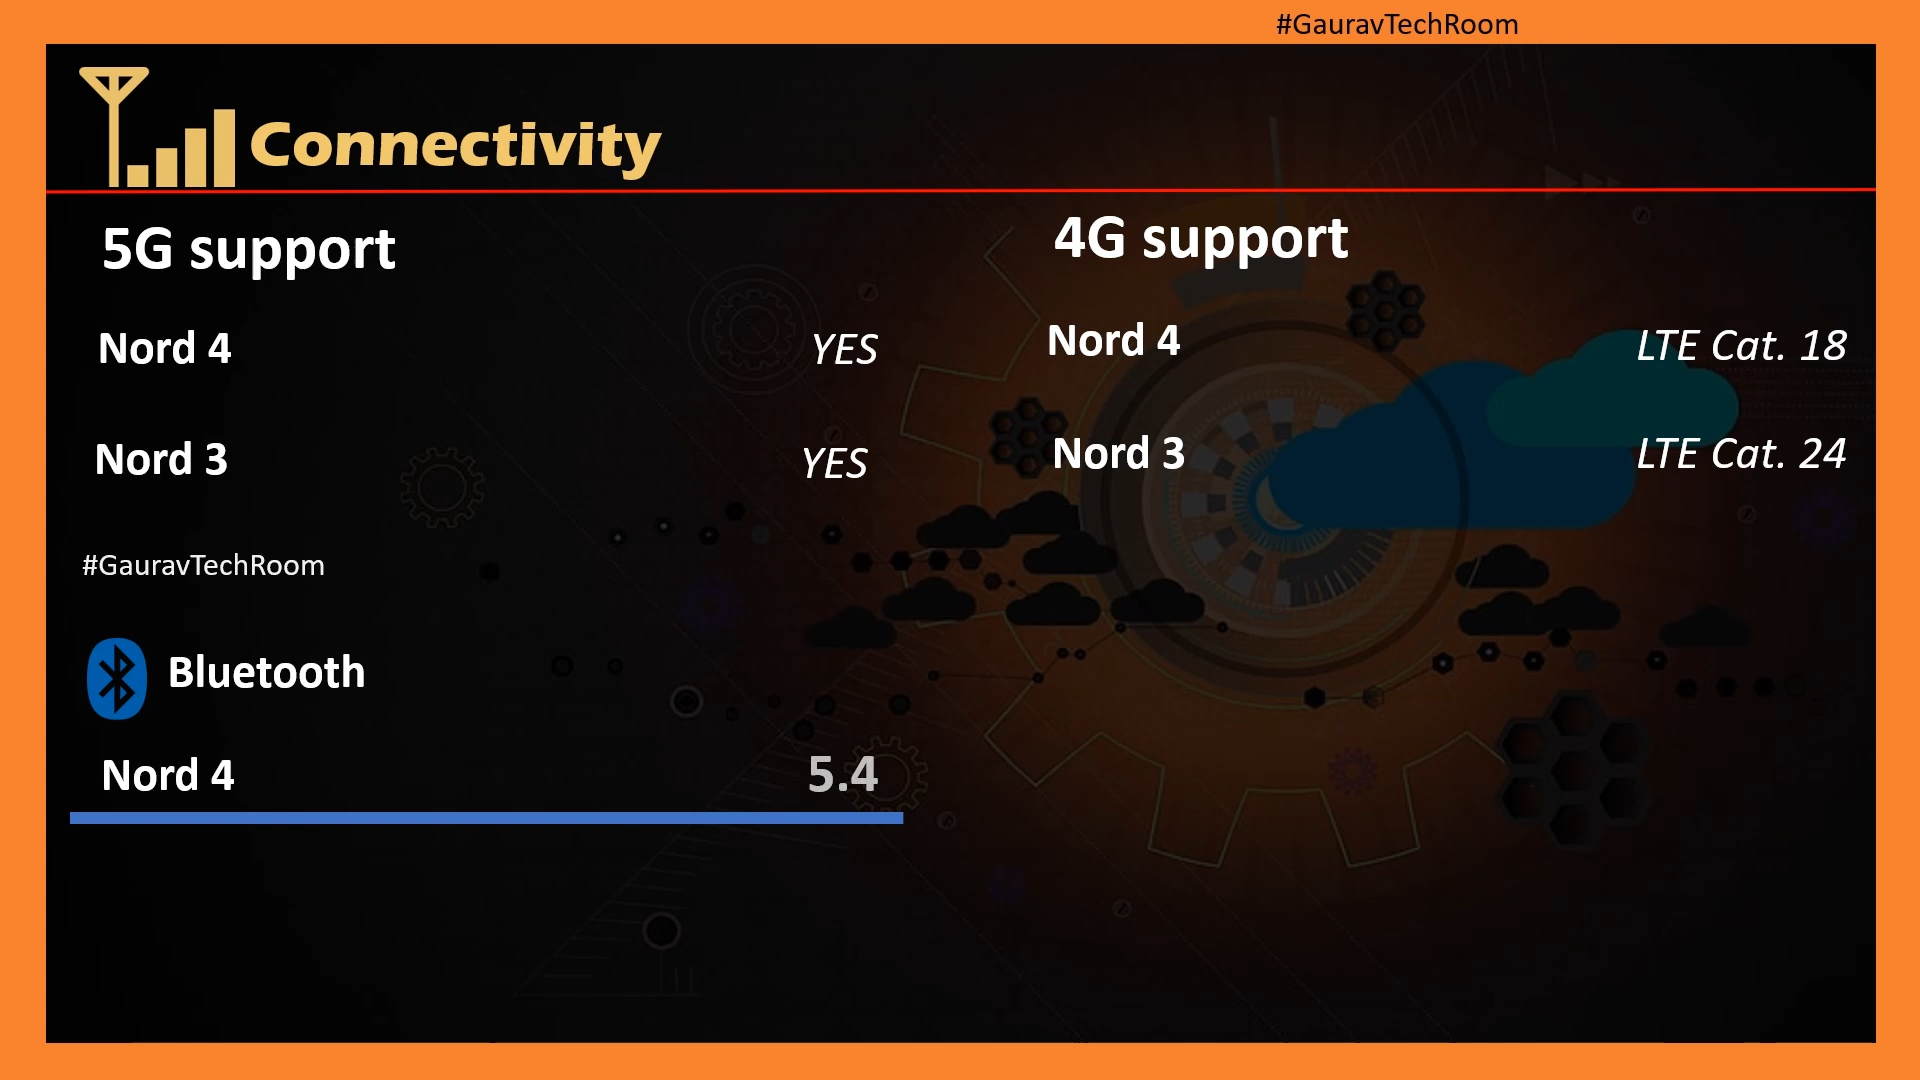 #GauravTechRoom
Connectivity
5G support
Nord 4 YES
Nord 3 YES
4G support
Nord 4 LTE Cat. 18
Nord 3 LTE Cat. 24
#GauravTechRoom
Bluetooth
Nord 4 5.4